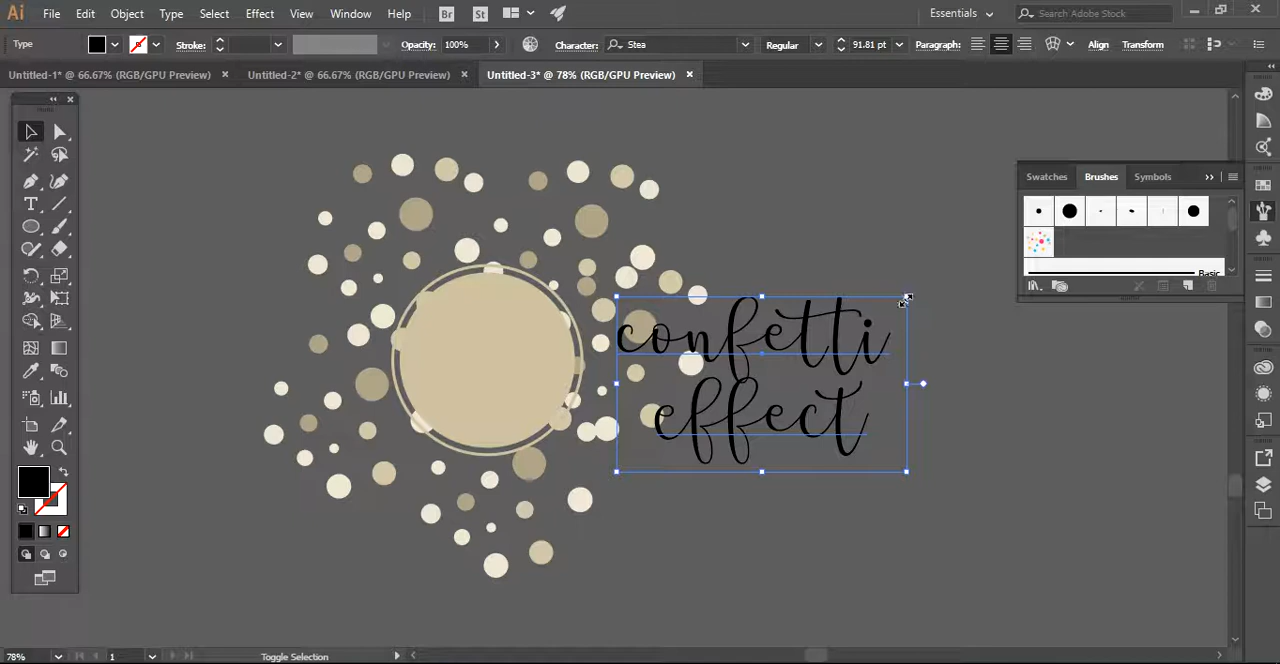 Ai File Edit Object Type Select Effect View Window Help Br St Essentials Search Adobe Stock
Type Stroke: Opacity: 100% Character: Stea Regular 91.81 pt Paragraph: Align Transform
Untitled-1* @ 66.67% (RGB/GPU Preview) Untitled-2* @ 66.67% (RGB/GPU Preview) Untitled-3* @ 78% (RGB/GPU Preview)
Swatches Brushes Symbols
Basic
confetti
effect
78% 1 Toggle Selection